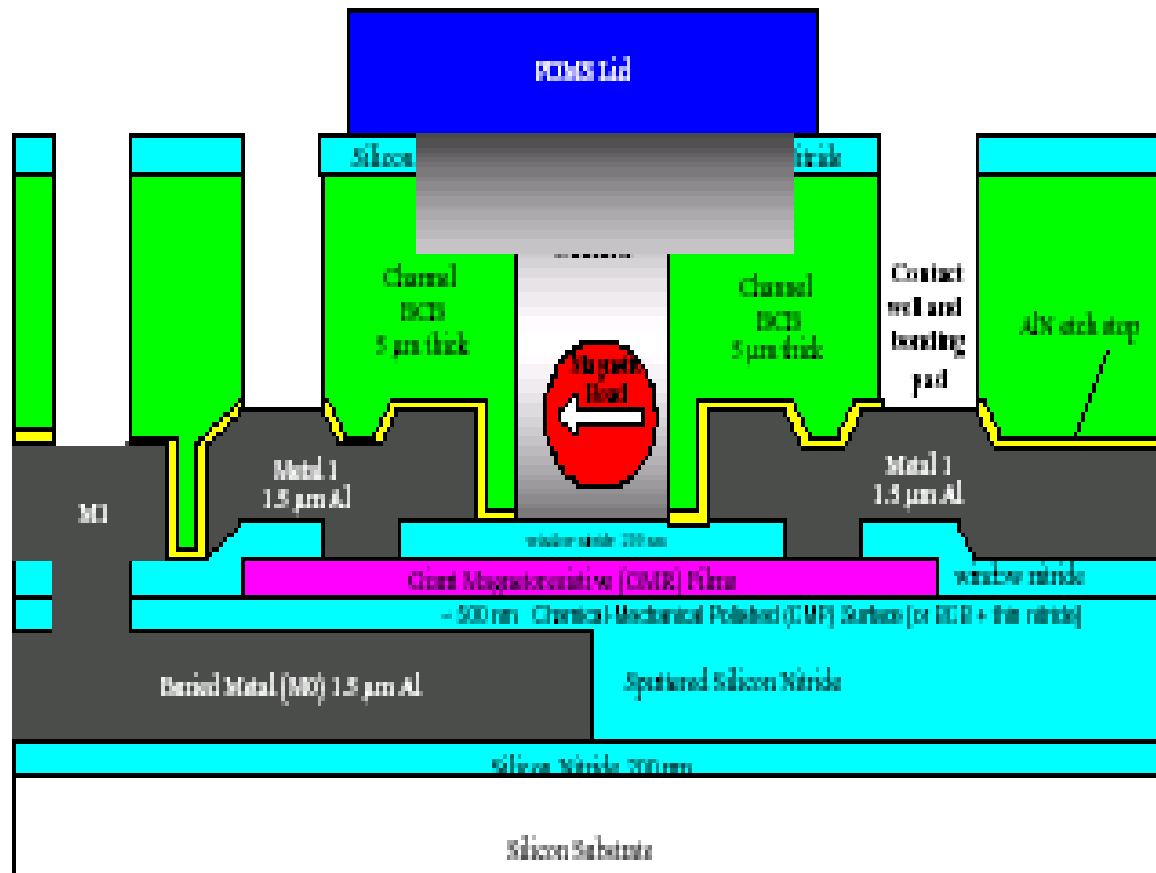 PDMS Lid
Silicon
Nitride
Channel
BCB
5 µm thick
Channel
BCB
5 µm thick
Contact
well and
bonding
pad
AlN etch stop
Magnetic
Bead
Metal 1
1.5 µm Al
Metal 1
1.5 µm Al
M1
window nitride
window nitride
Giant Magnetoresistive (GMR) Films
~ 500 nm Chemical-Mechanical Polished (CMP) Surface [or BCB + thin nitride]
Buried Metal (M0) 1.5 µm Al
Sputtered Silicon Nitride
Silicon Nitride 200 nm
Silicon Substrate